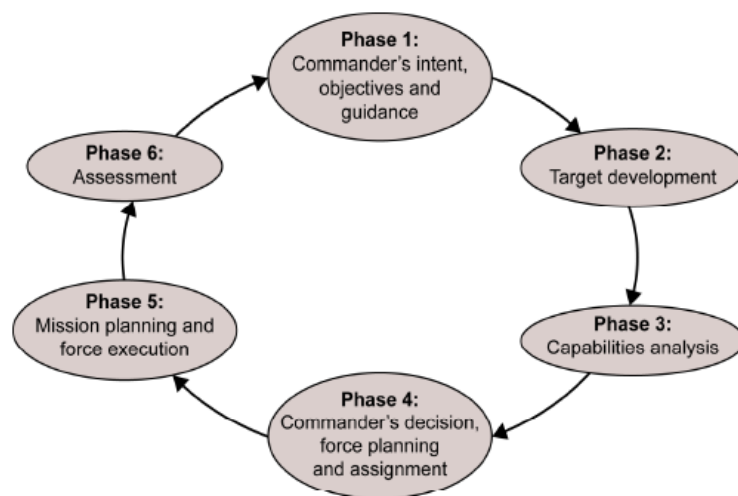 Phase 1:
Commander's intent,
objectives and
guidance
Phase 2:
Target development
Phase 3:
Capabilities analysis
Phase 4:
Commander's decision,
force planning
and assignment
Phase 5:
Mission planning and
force execution
Phase 6:
Assessment